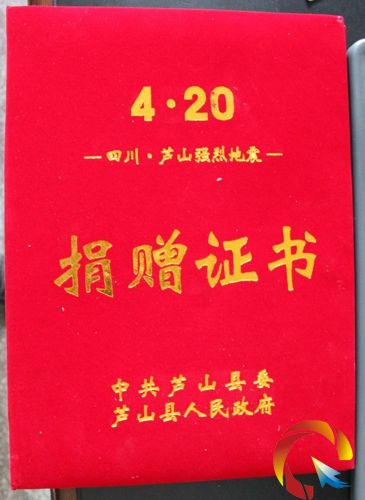 4·20
—四川·芦山强烈地震—
捐赠证书
中共芦山县委
芦山县人民政府